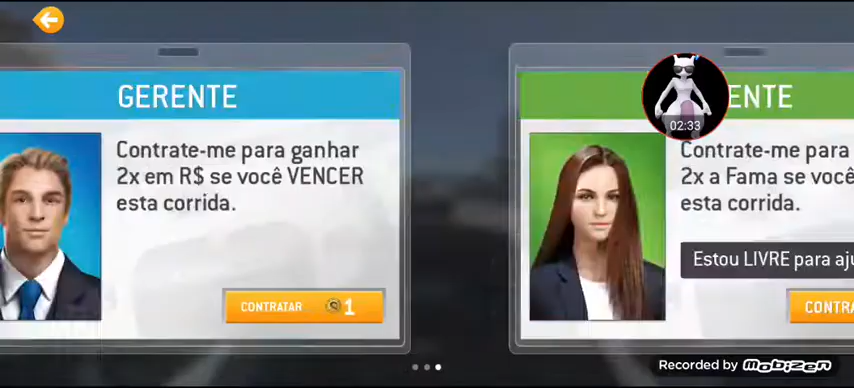 GERENTE
Contrate-me para ganhar
2x em R$ se você VENCER
esta corrida.
CONTRATAR 1
ENTE
02:33
Contrate-me para
2x a Fama se você
esta corrida.
Estou LIVRE para aju
CONTRA
Recorded by Mobizen